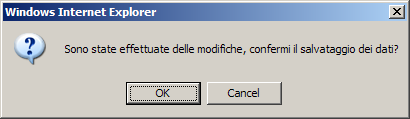 Windows Internet Explorer
Sono state effettuate delle modifiche, confermi il salvataggio dei dati?
OK
Cancel